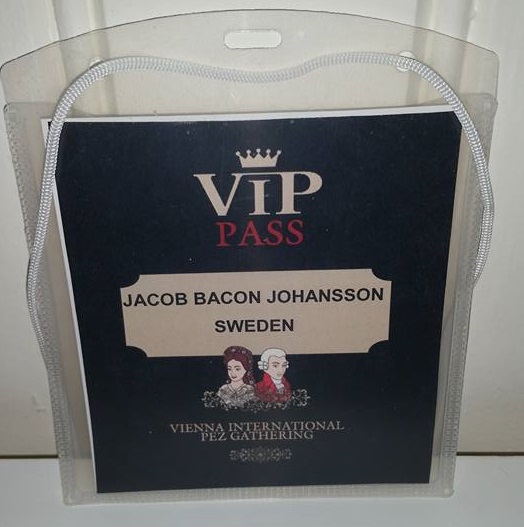 ViP
PASS
JACOB BACON JOHANSSON
SWEDEN
VIENNA INTERNATIONAL
PEZ GATHERING